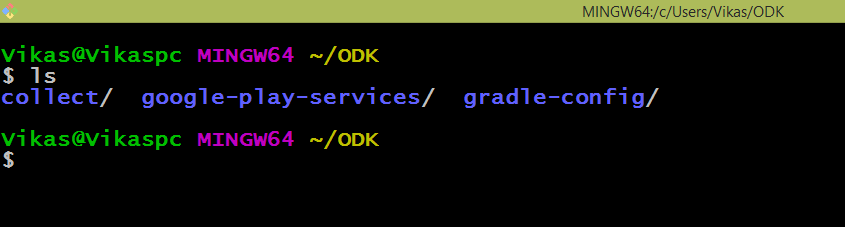 MINGW64:/c/Users/Vikas/ODK
Vikas@Vikaspc MINGW64 ~/ODK
$ ls
collect/  google-play-services/  gradle-config/
Vikas@Vikaspc MINGW64 ~/ODK
$